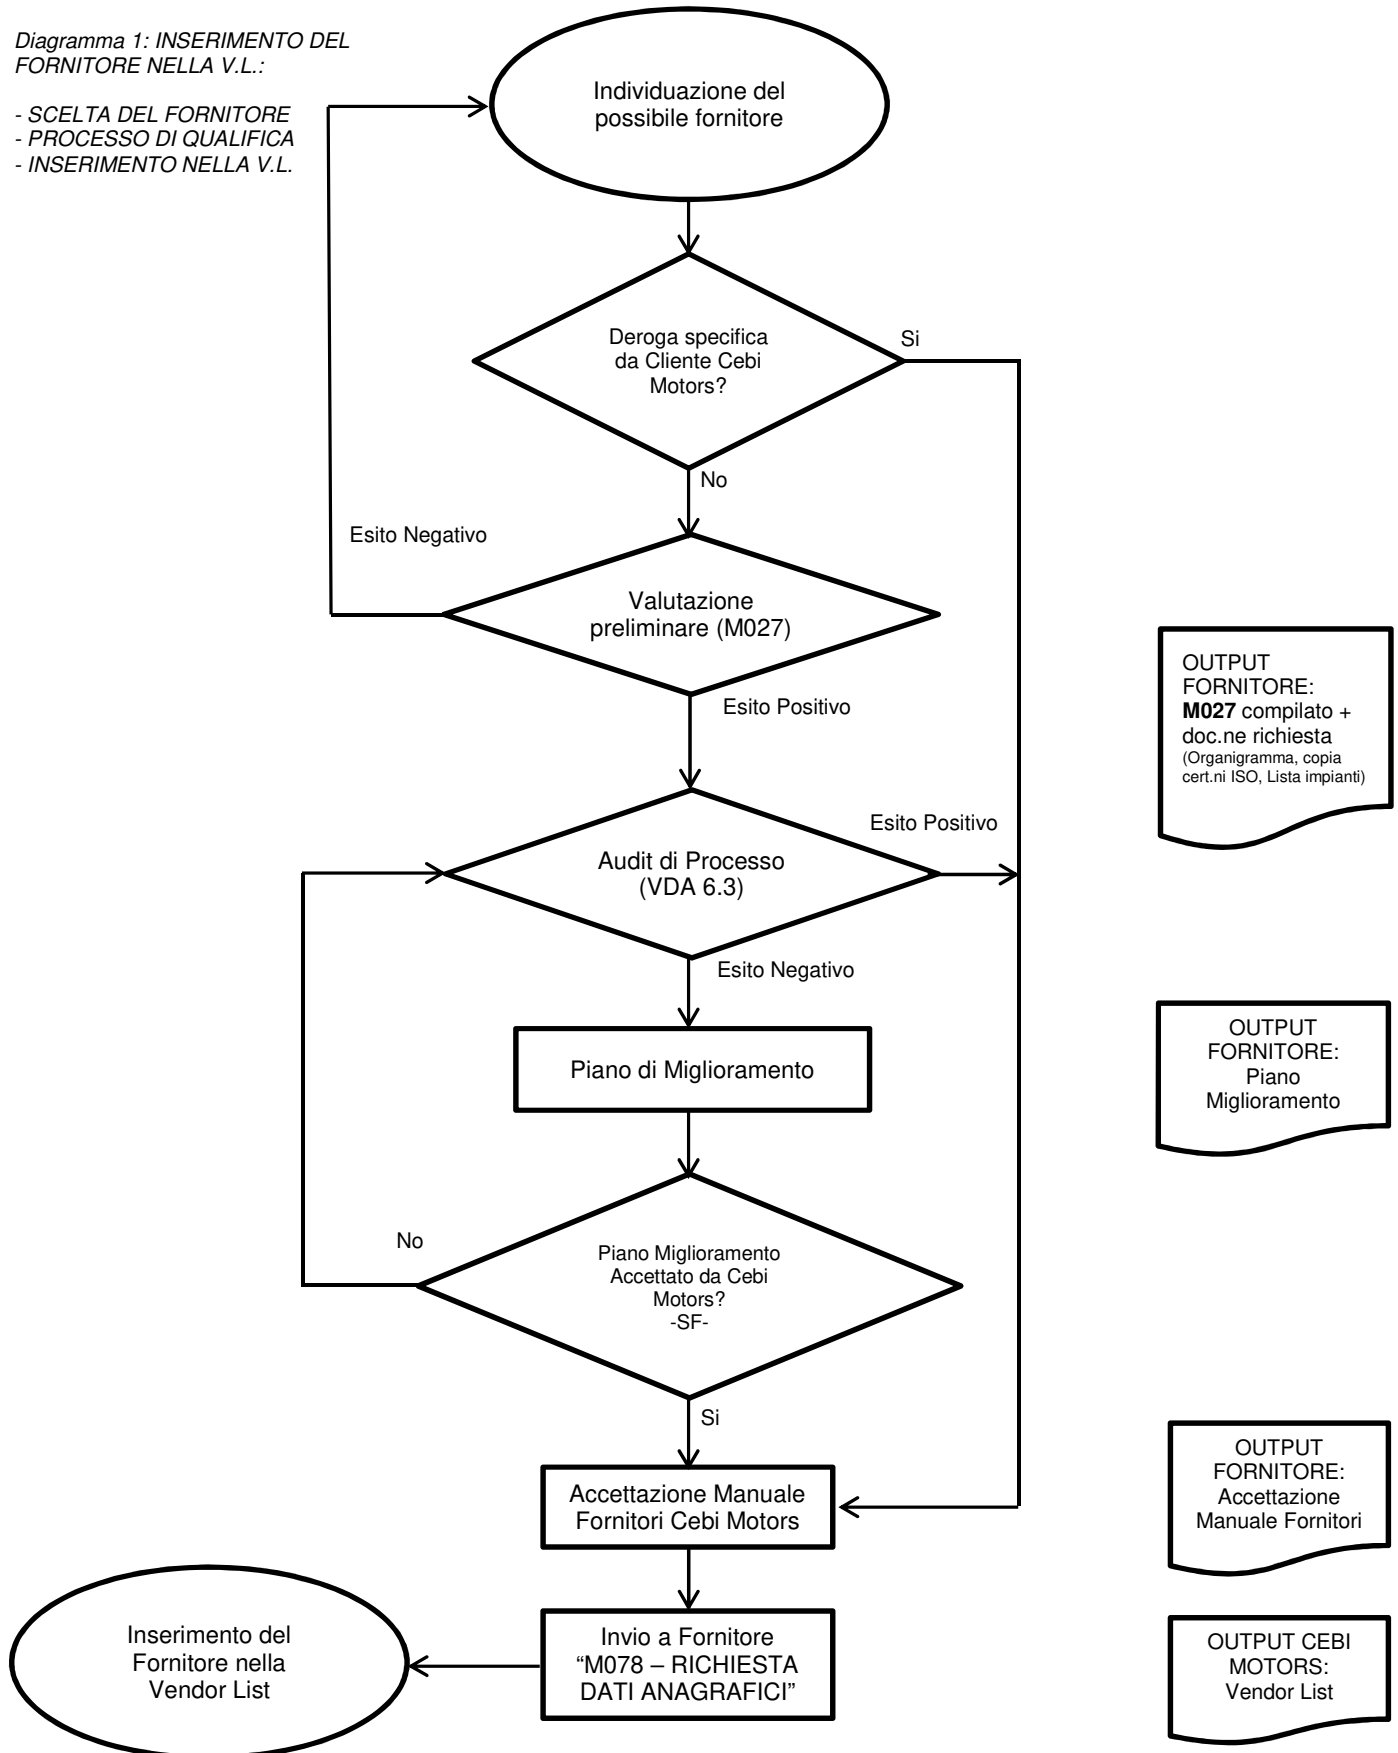 Diagramma 1: INSERIMENTO DEL
FORNITORE NELLA V.L.:
- SCELTA DEL FORNITORE
- PROCESSO DI QUALIFICA
- INSERIMENTO NELLA V.L.
Individuazione del
possibile fornitore
Deroga specifica
da Cliente Cebi
Motors?
Si
No
Esito Negativo
Valutazione
preliminare (M027)
Esito Positivo
OUTPUT
FORNITORE:
M027 compilato +
doc.ne richiesta
(Organigramma, copia
cert.ni ISO, Lista impianti)
Esito Positivo
Audit di Processo
(VDA 6.3)
Esito Negativo
Piano di Miglioramento
OUTPUT
FORNITORE:
Piano
Miglioramento
No
Piano Miglioramento
Accettato da Cebi
Motors?
-SF-
Si
Accettazione Manuale
Fornitori Cebi Motors
OUTPUT
FORNITORE:
Accettazione
Manuale Fornitori
Inserimento del
Fornitore nella
Vendor List
Invio a Fornitore
“M078 – RICHIESTA
DATI ANAGRAFICI”
OUTPUT CEBI
MOTORS:
Vendor List